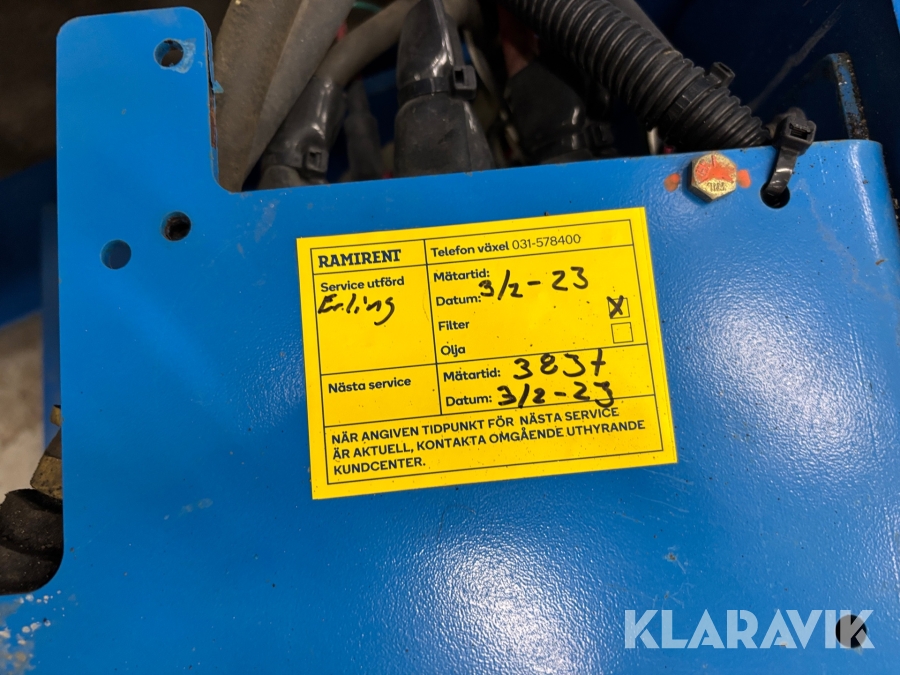 RAMIRENT
Telefon växel 031-578400
Service utförd
Erling
Mätartid:
Datum: 3/2-23
Filter
Olja
Nästa service
Mätartid: 3837
Datum: 3/2-23
NÄR ANGIVEN TIDPUNKT FÖR NÄSTA SERVICE
ÄR AKTUELL, KONTAKTA OMGÅENDE UTHYRANDE
KUNDCENTER.
KLARAVIK